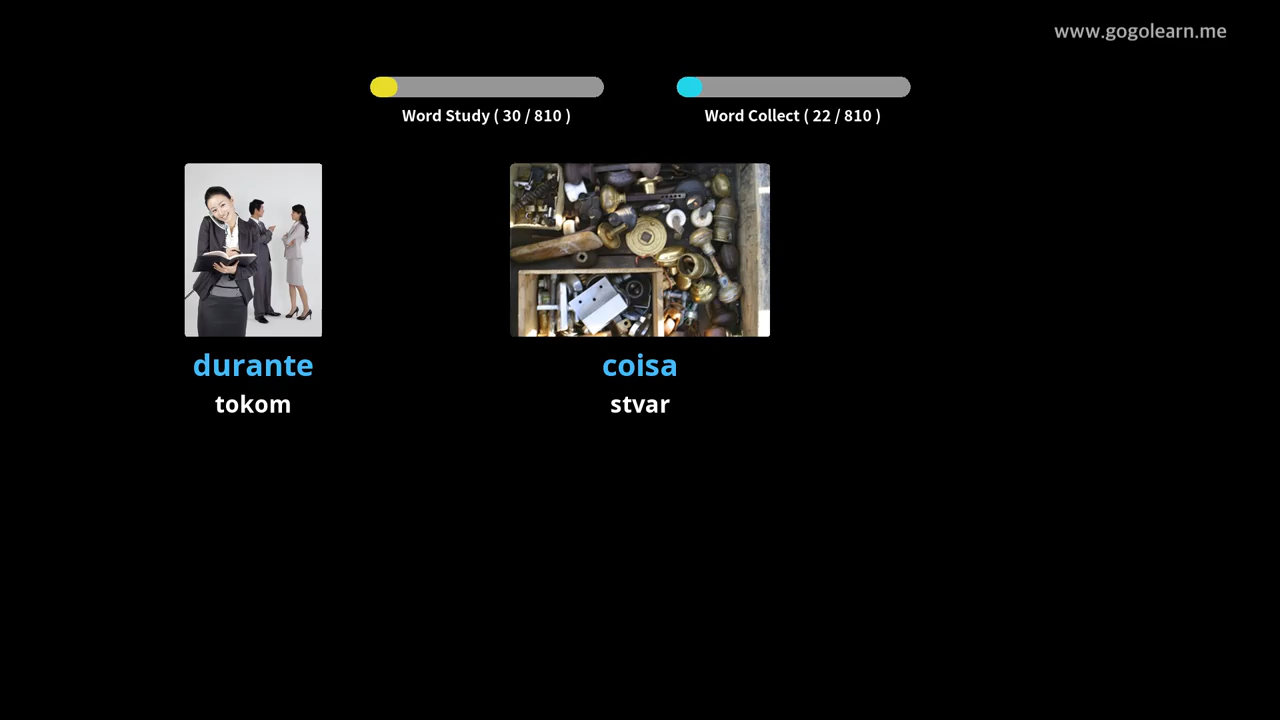 www.gogolearn.me
Word Study ( 30 / 810 )
Word Collect ( 22 / 810 )
durante
tokom
coisa
stvar